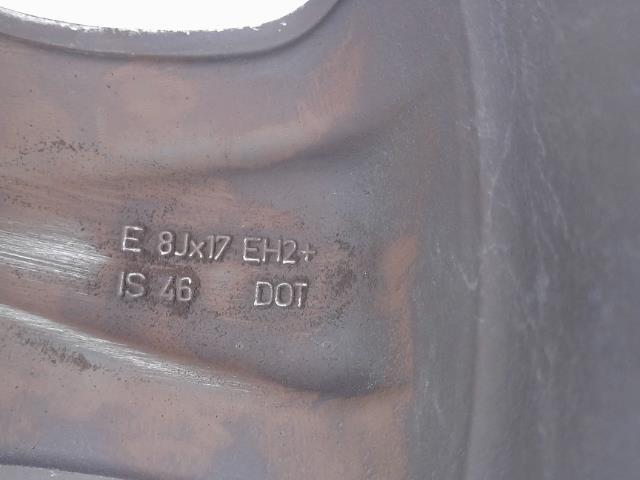 E 8Jx17 EH2+
IS 46 DOT